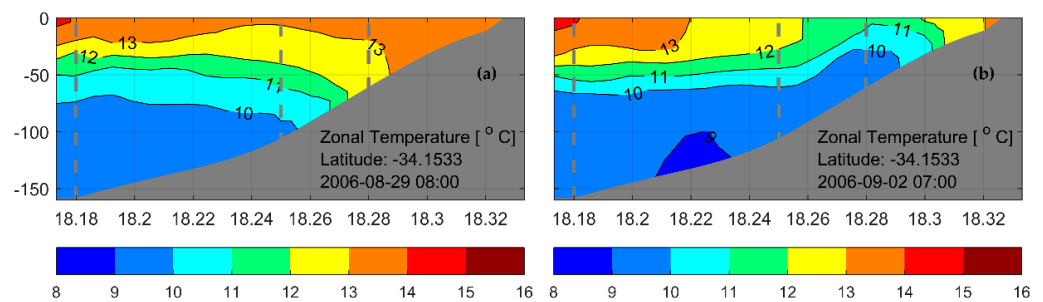 0
-50
-100
-150
13
12
11
10
13
(a)
Zonal Temperature [ ° C]
Latitude: -34.1533
2006-08-29 08:00
18.18 18.2 18.22 18.24 18.26 18.28 18.3 18.32
8 9 10 11 12 13 14 15 16
0
-50
-100
-150
13
12
11
10
11
10
9
(b)
Zonal Temperature [ ° C]
Latitude: -34.1533
2006-09-02 07:00
18.18 18.2 18.22 18.24 18.26 18.28 18.3 18.32
8 9 10 11 12 13 14 15 16